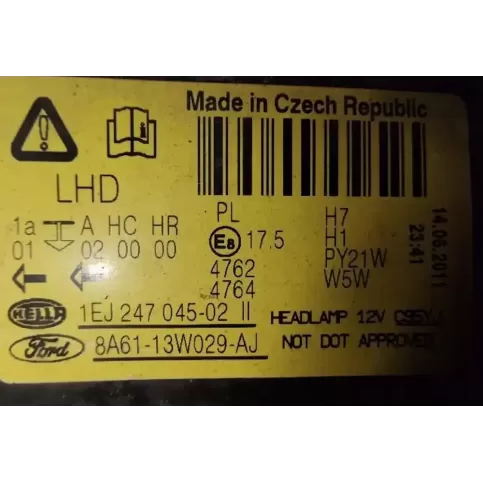 Made in Czech Republic
LHD
1a A HC HR
01 02 00 00
PL
E8 17.5
4762
4764
H7
H1
PY21W
W5W
14.06.2011
23:41
HELLA 1EJ 247 045-02 II
HEADLAMP 12V
Ford 8A61-13W029-AJ
NOT DOT APPROVED